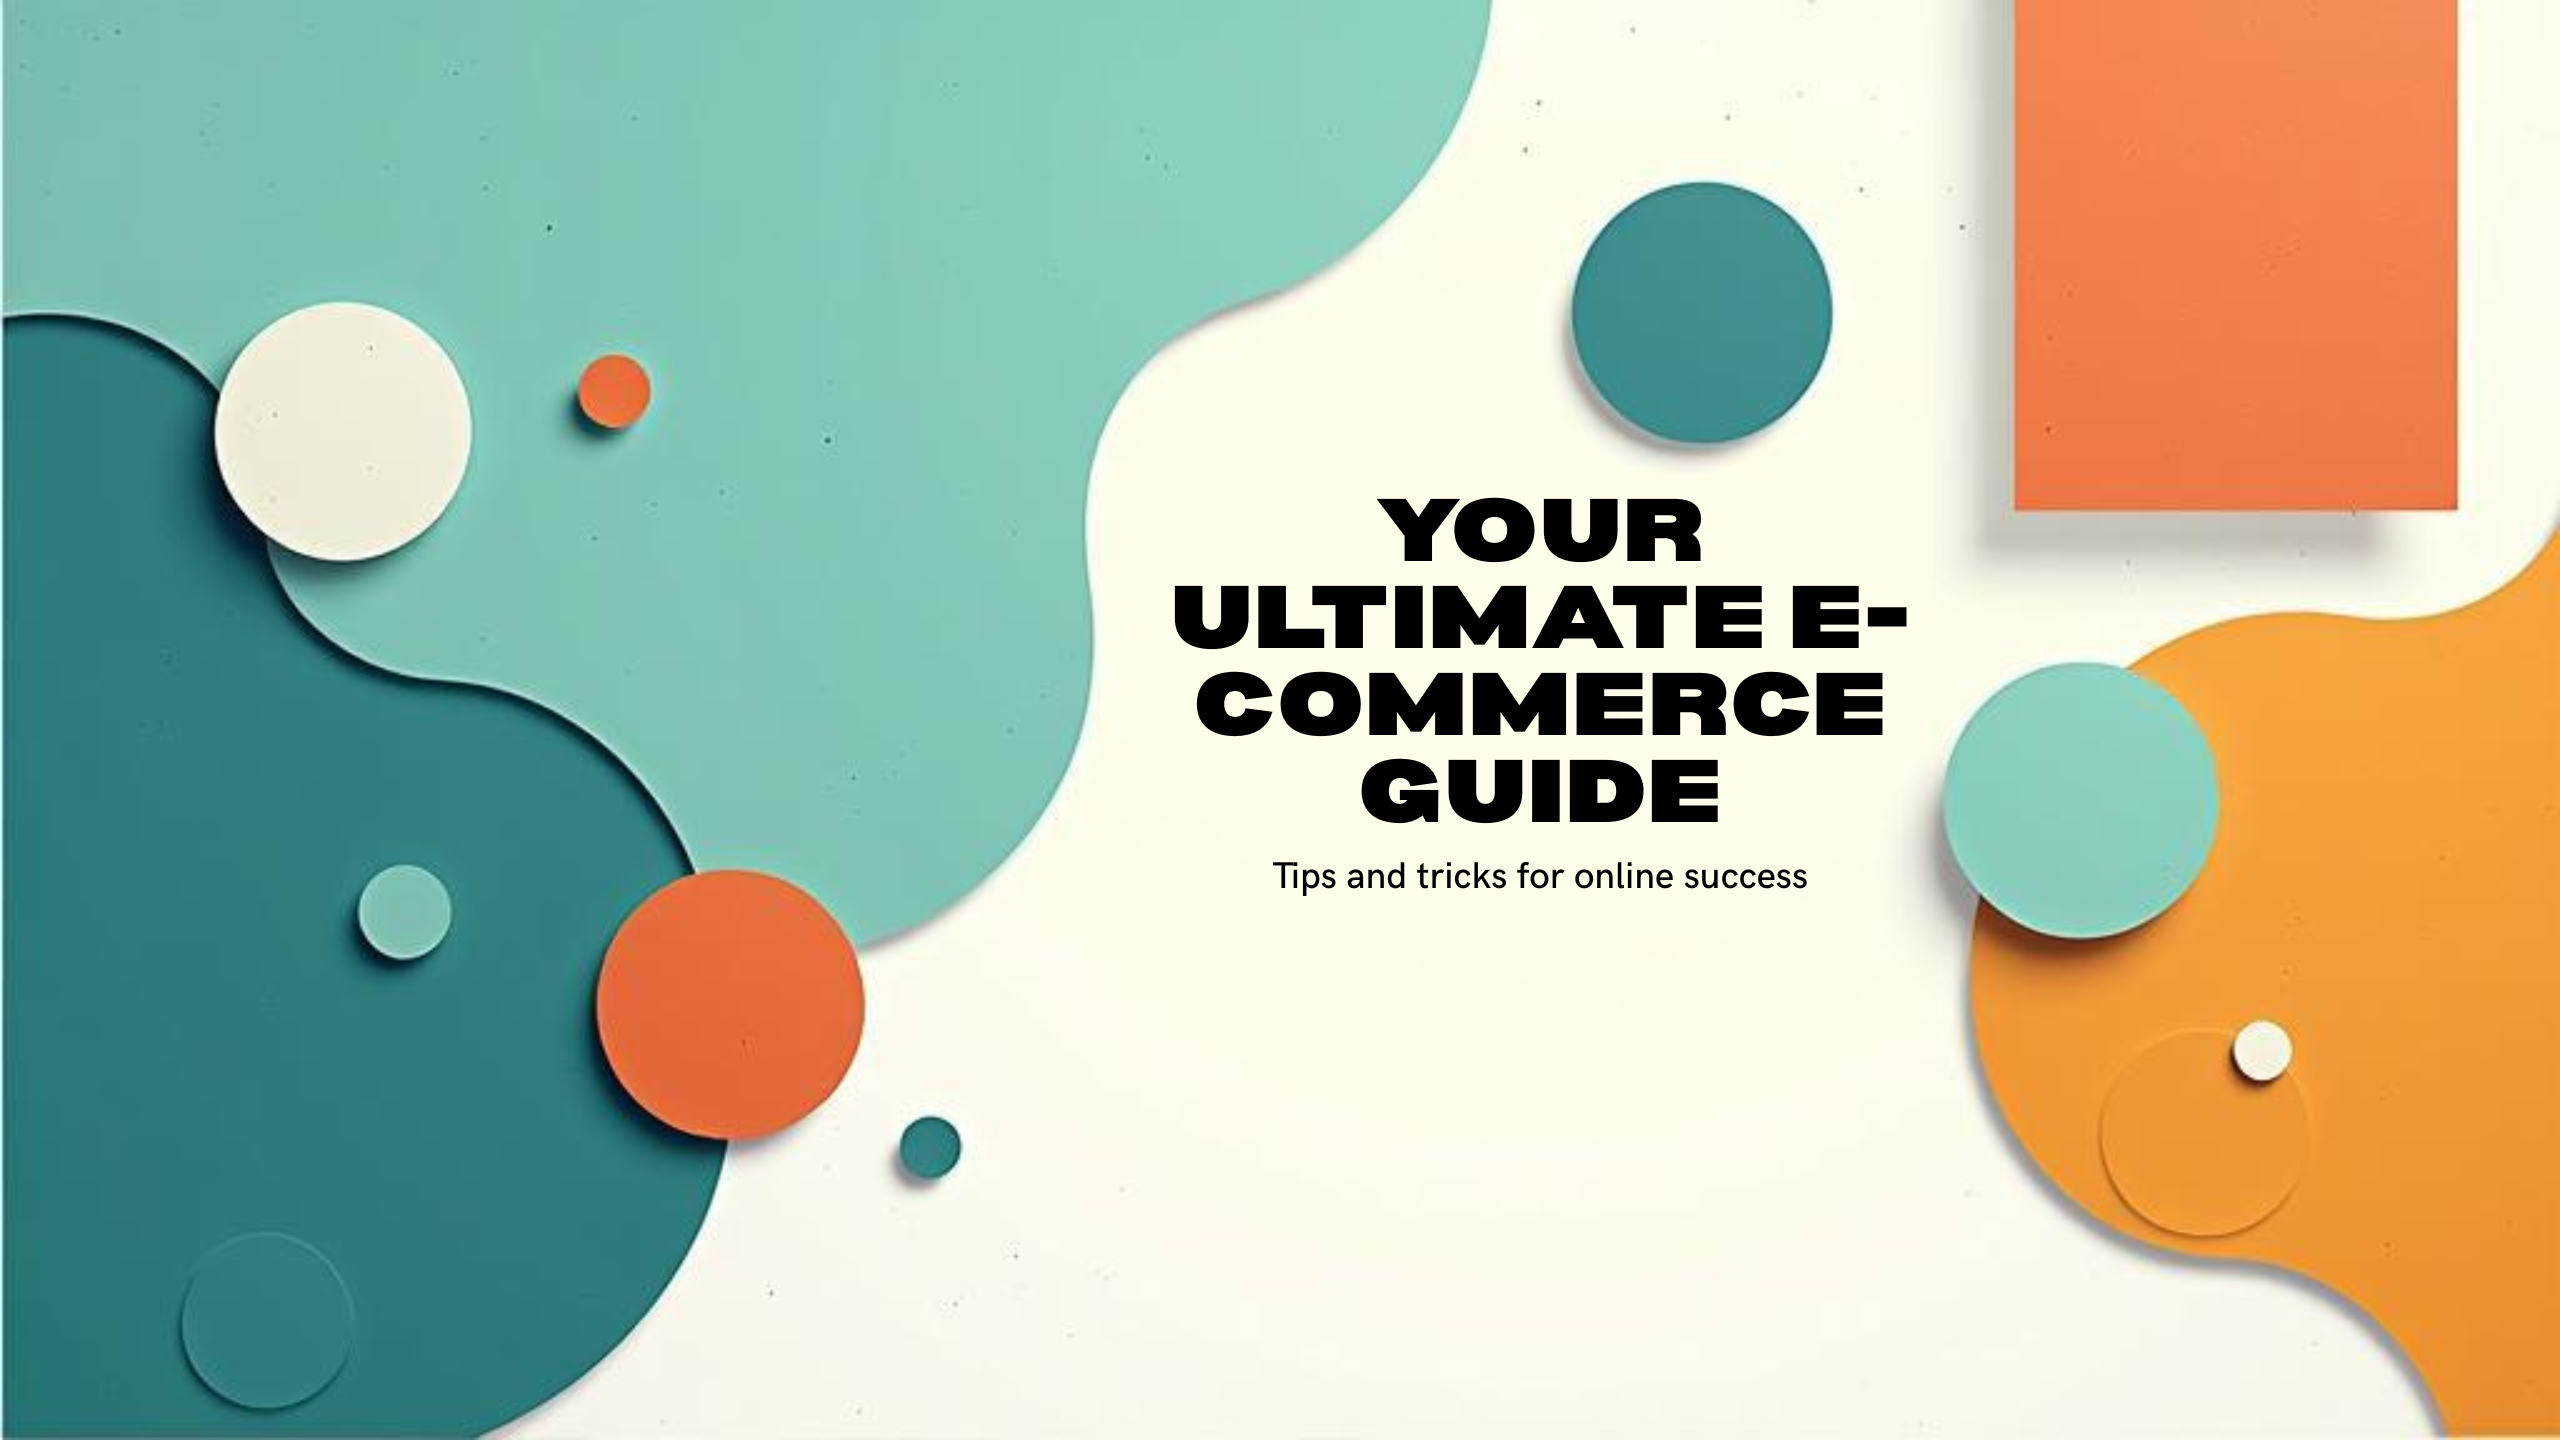 YOUR
ULTIMATE E-
COMMERCE
GUIDE
Tips and tricks for online success